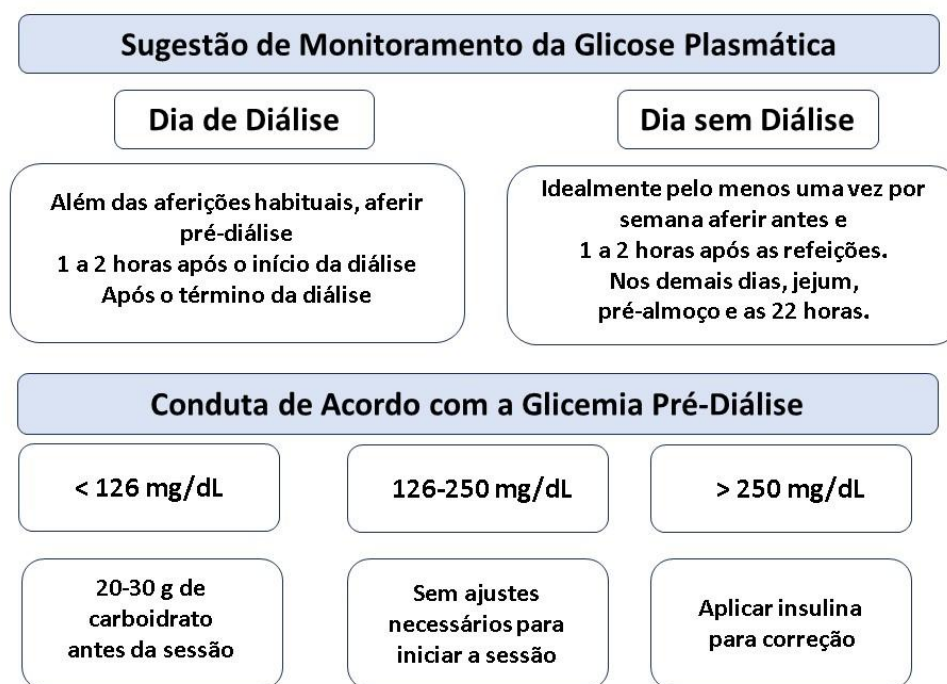 Sugestão de Monitoramento da Glicose Plasmática
Dia de Diálise
Dia sem Diálise
Além das aferições habituais, aferir
pré-diálise
1 a 2 horas após o início da diálise
Após o término da diálise
Idealmente pelo menos uma vez por
semana aferir antes e
1 a 2 horas após as refeições.
Nos demais dias, jejum,
pré-almoço e as 22 horas.
Conduta de Acordo com a Glicemia Pré-Diálise
< 126 mg/dL
126-250 mg/dL
> 250 mg/dL
20-30 g de
carboidrato
antes da sessão
Sem ajustes
necessários para
iniciar a sessão
Aplicar insulina
para correção